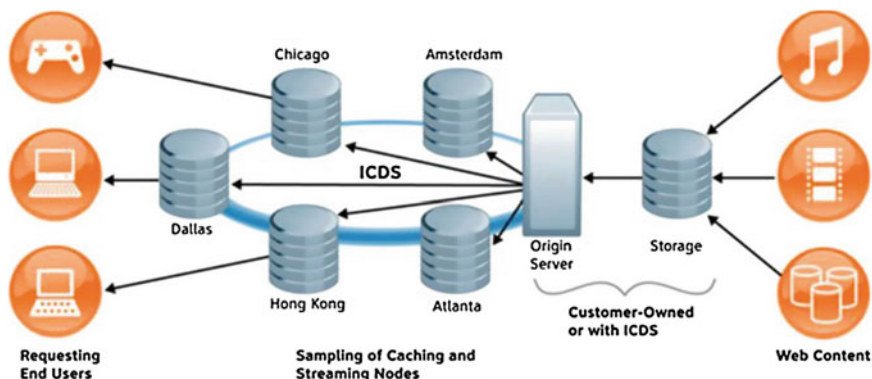 Chicago
Amsterdam
ICDS
Dallas
Hong Kong
Atlanta
Origin
Server
Storage
Customer-Owned
or with ICDS
Requesting
End Users
Sampling of Caching and
Streaming Nodes
Web Content